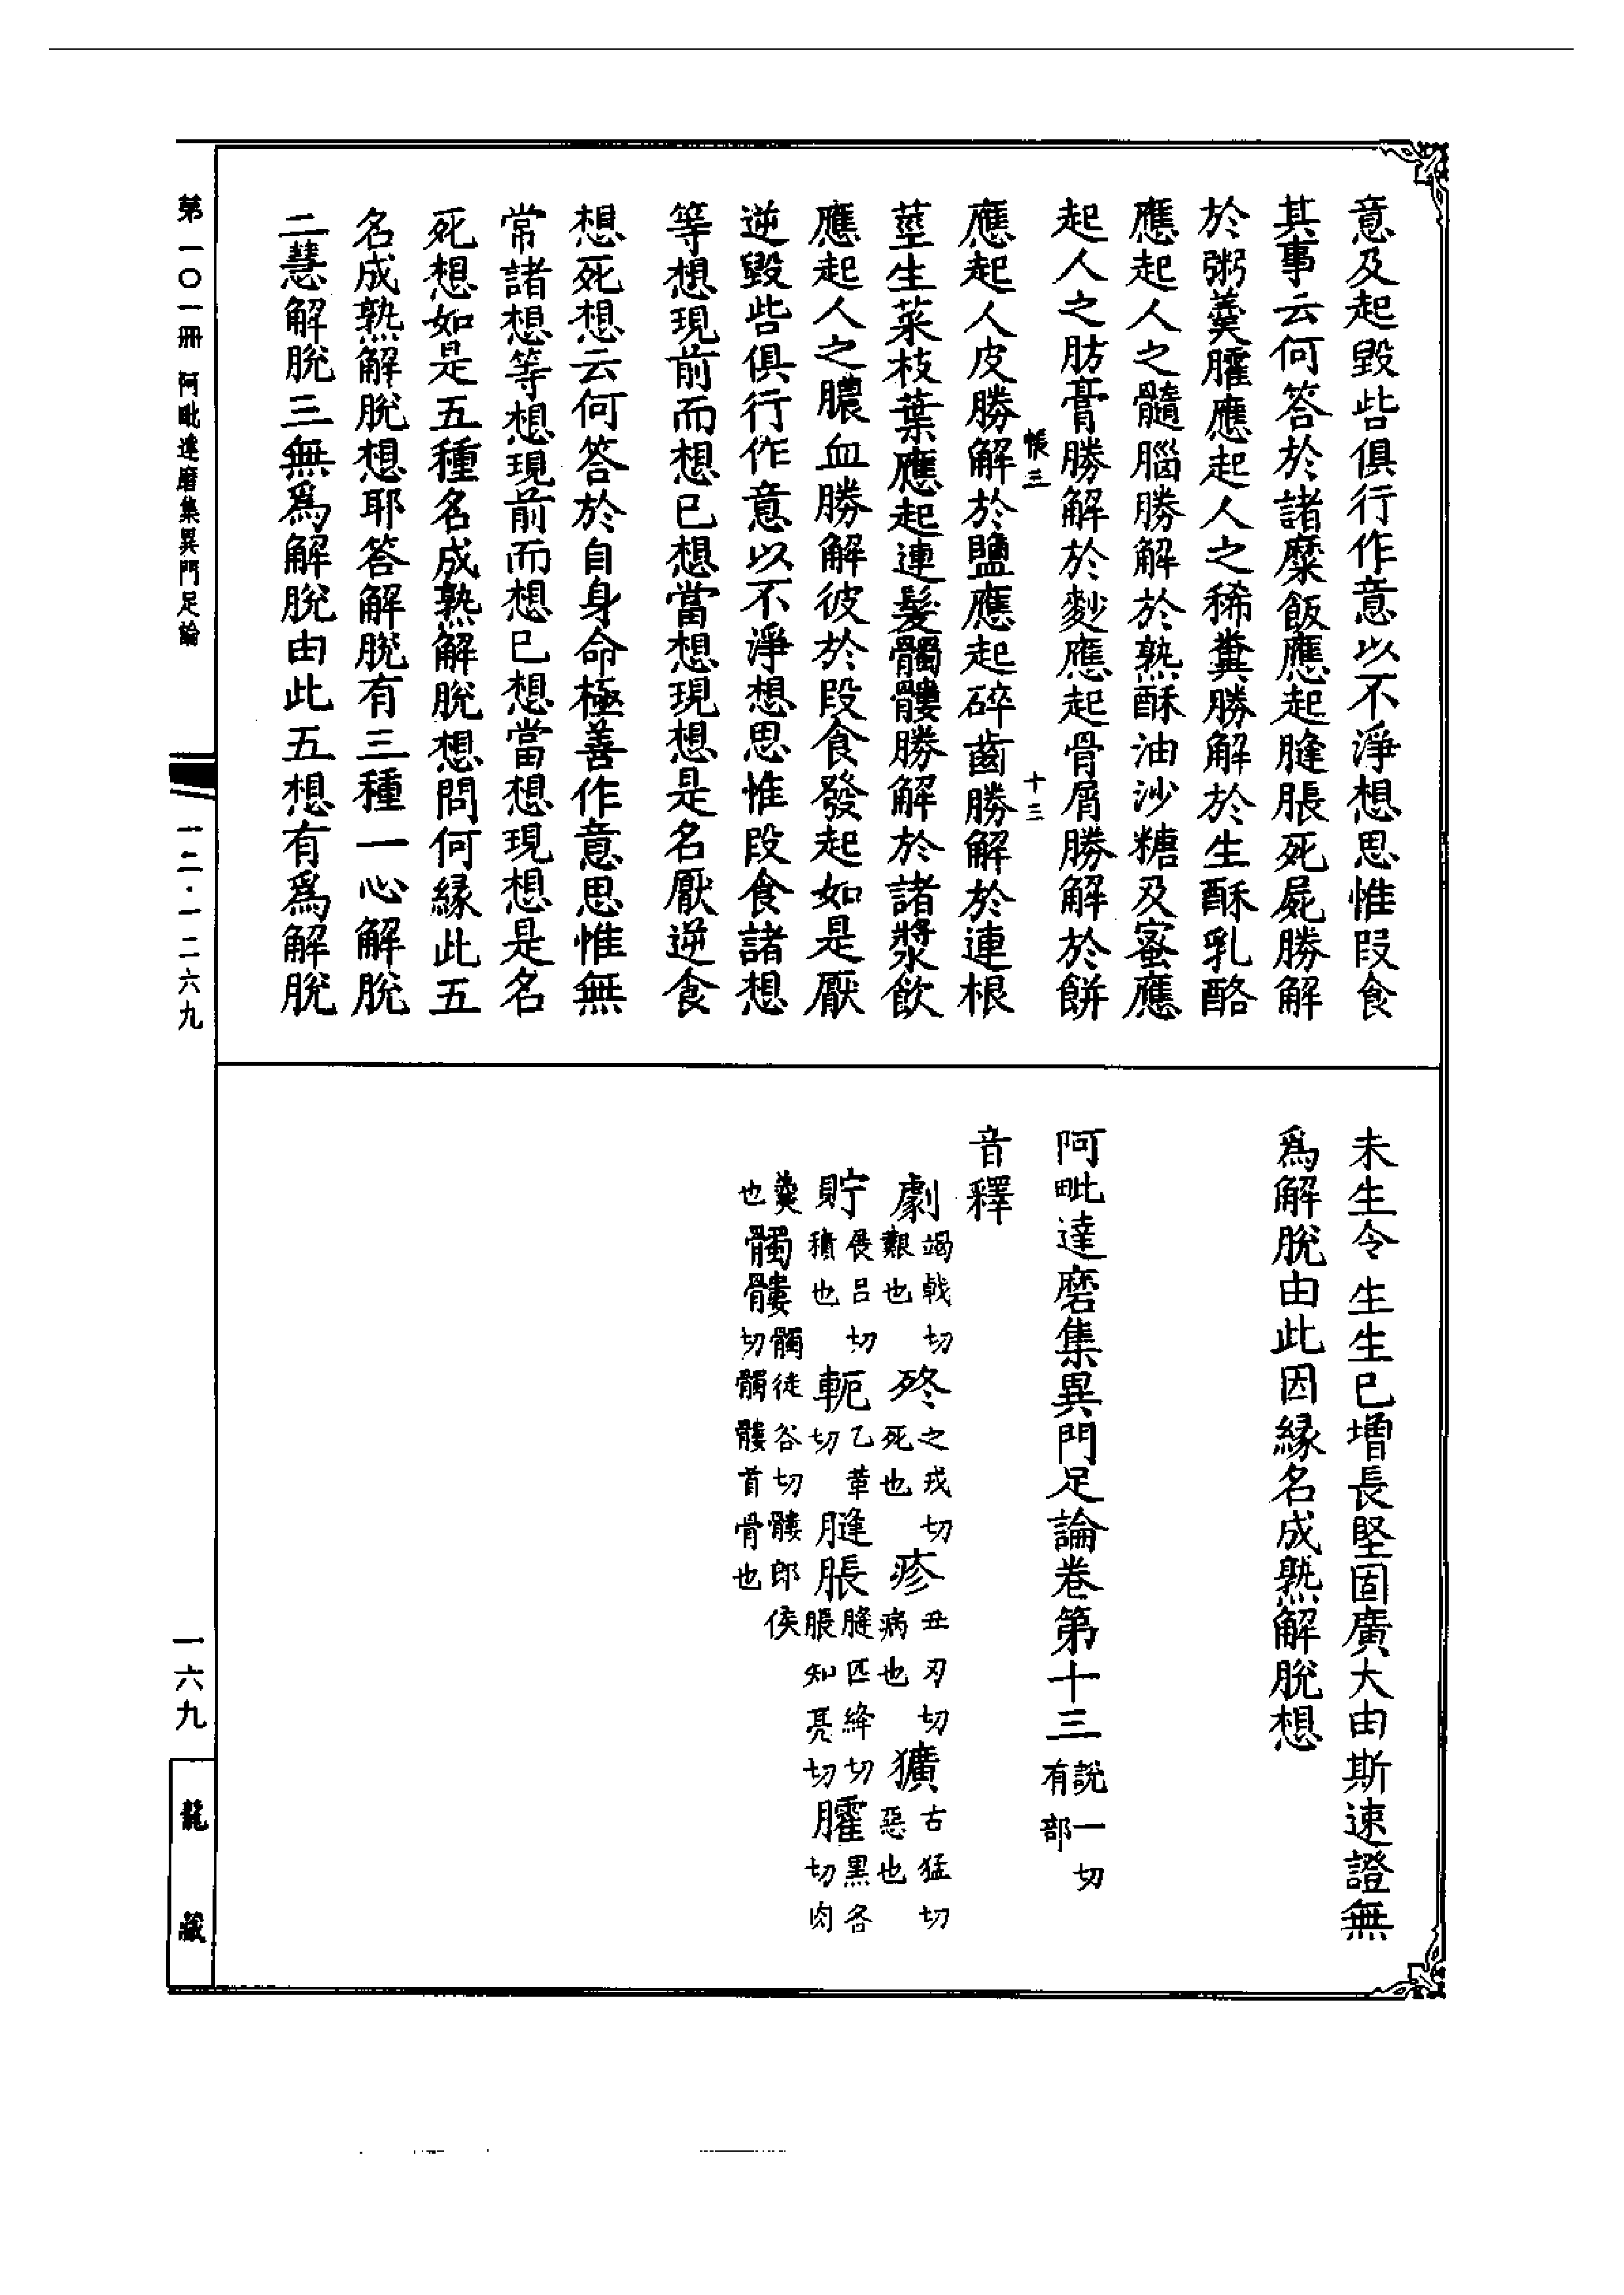 意及起毀呰俱行作意以不淨想思惟段食
其事云何答於諸糜飯應起膖脹死屍勝解
於粥羹臛應起人之稀糞勝解於生酥乳酪
應起人之髓腦勝解於熟酥油沙糖及蜜應
起人之肪膏勝解於麨應起骨屑勝解於餅
帳三 十三
應起人皮勝解於鹽應起碎齒勝解於連根
莖生菜枝葉應起連髮髑髏勝解於諸漿飲
應起人之膿血勝解彼於段食發起如是厭
逆毀呰俱行作意以不淨想思惟段食諸想
等想現前而想已想當想現想是名厭逆食
想死想云何答於自身命極善作意思惟無
常諸想等想現前而想已想當想現想是名
死想如是五種名成熟解脫想問何緣此五
名成熟解脫想耶答解脫有三種一心解脫
二慧解脫三無爲解脫由此五想有爲解脫
未生令生生已增長堅固廣大由斯速證無
爲解脫由此因緣名成熟解脫想
阿毗達磨集異門足論卷第十三 說一切有部
音釋
劇 竭戟切艱也 殁 之戎切死也 疹 丑刃切病也 獷 古猛切惡也
貯 展呂切積也 軛 乙革切 膖脹 膖匹絳切脹知亮切 臛 黑各切肉
羹也 髑髏 髑徒谷切髏郎侯切髑髏首骨也
第一〇一冊 阿毗達磨集異門足論
一二·一二六九
一六九
龍藏